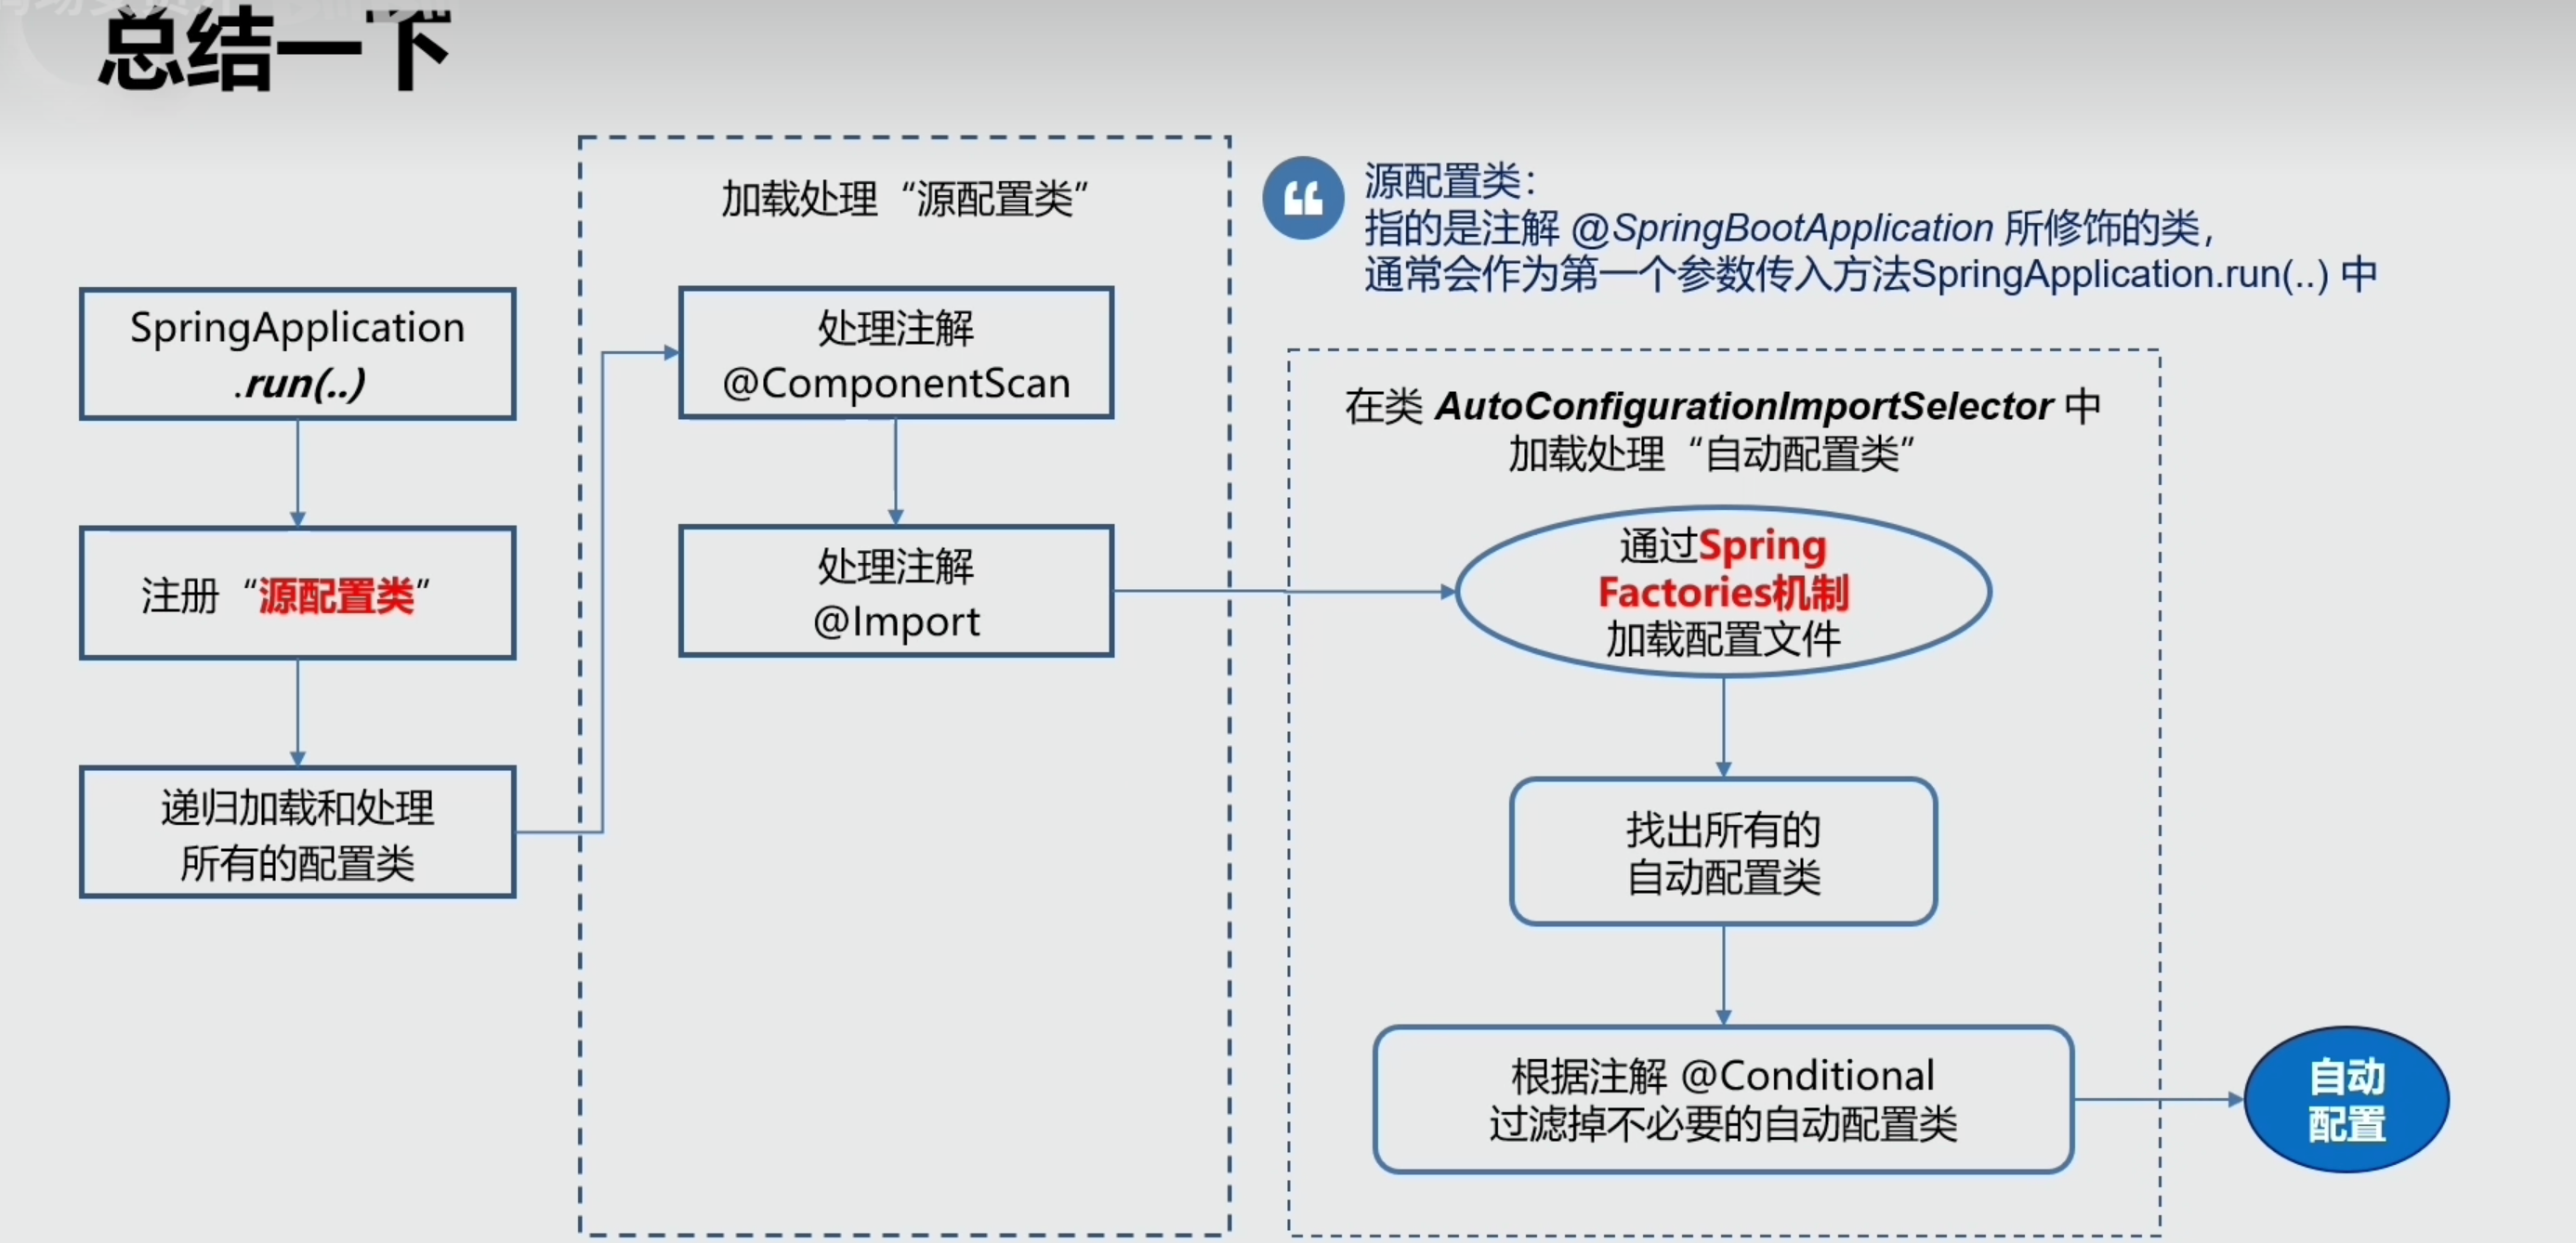 总结一下
加载处理“源配置类”
源配置类：
指的是注解 @SpringBootApplication 所修饰的类，
通常会作为第一个参数传入方法SpringApplication.run(..) 中
SpringApplication
.run(..)
注册“源配置类”
递归加载和处理
所有的配置类
处理注解
@ComponentScan
处理注解
@Import
在类 AutoConfigurationImportSelector 中
加载处理“自动配置类”
通过Spring
Factories机制
加载配置文件
找出所有的
自动配置类
根据注解 @Conditional
过滤掉不必要的自动配置类
自动
配置